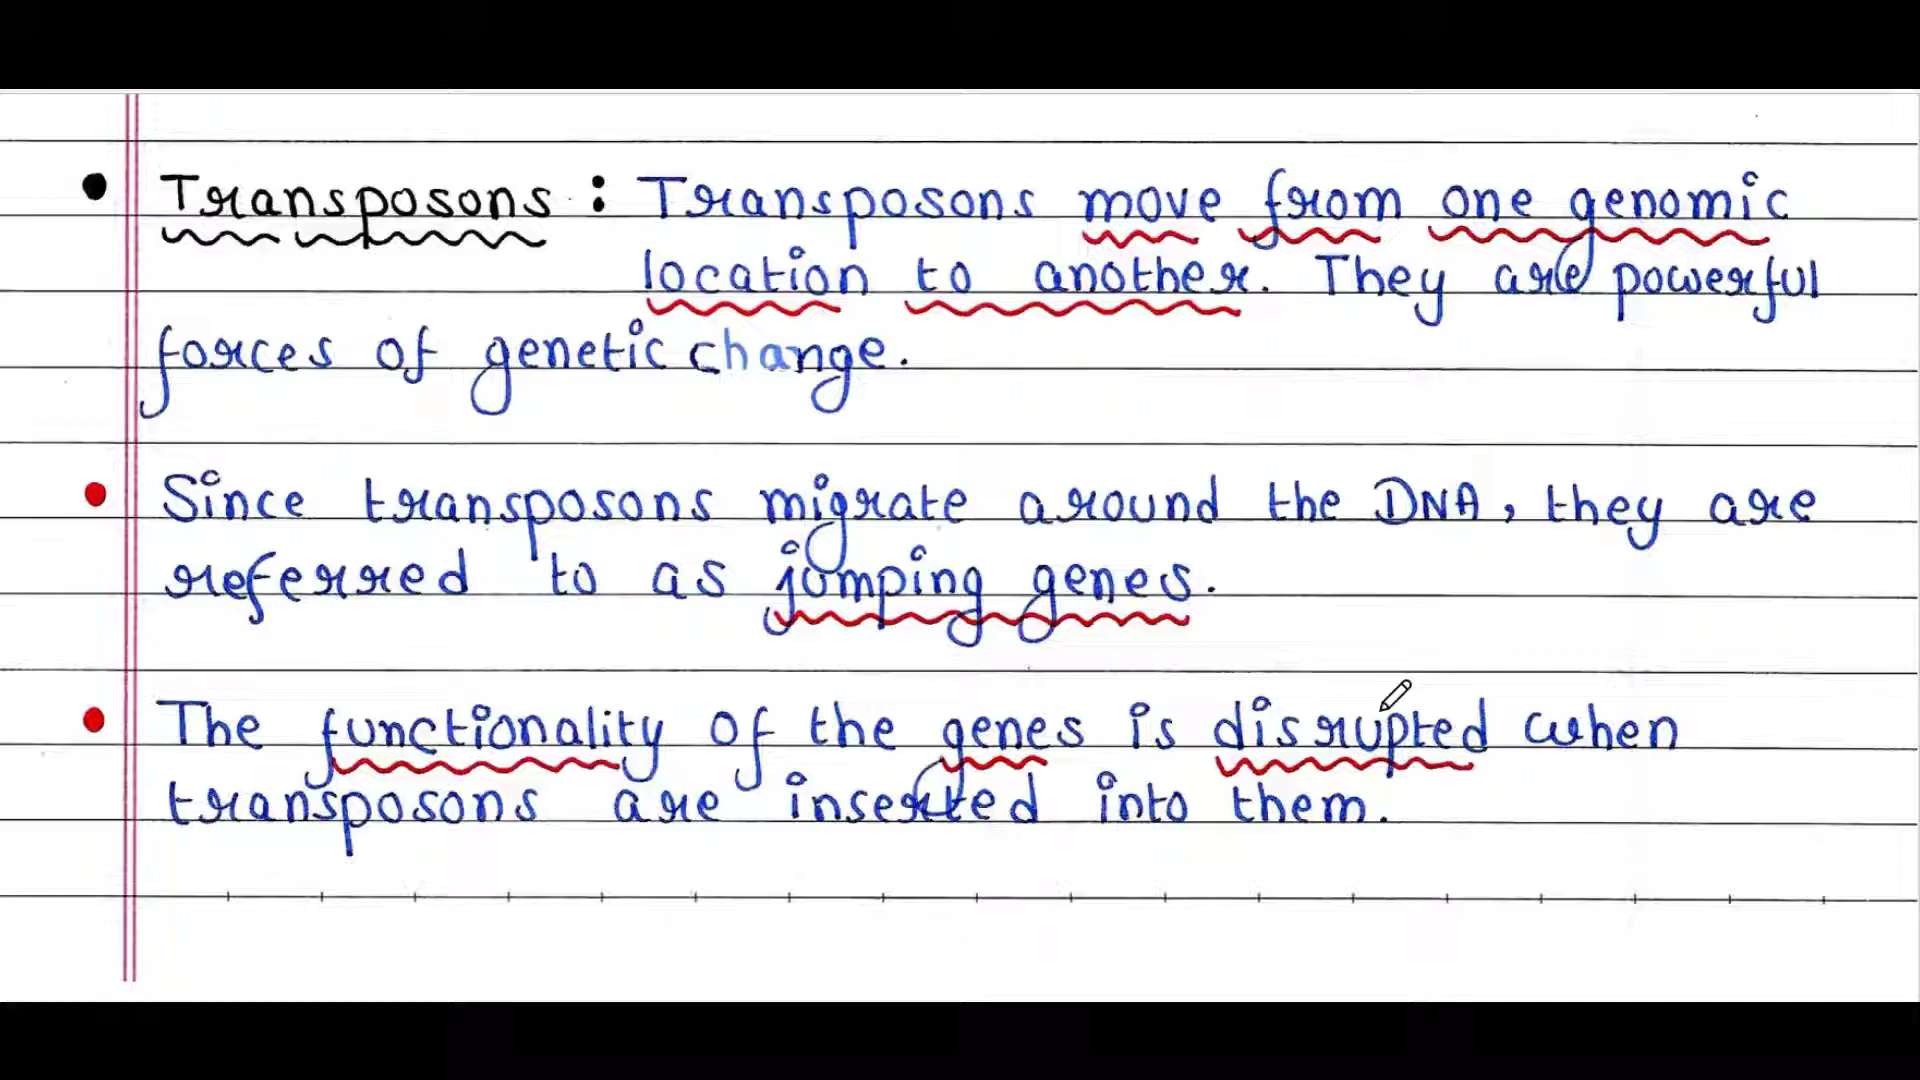 • Transposons : Transposons move from one genomic
location to another. They are powerful
forces of genetic change.
• Since transposons migrate around the DNA, they are
referred to as jumping genes.
• The functionality of the genes is disrupted when
transposons are inserted into them.